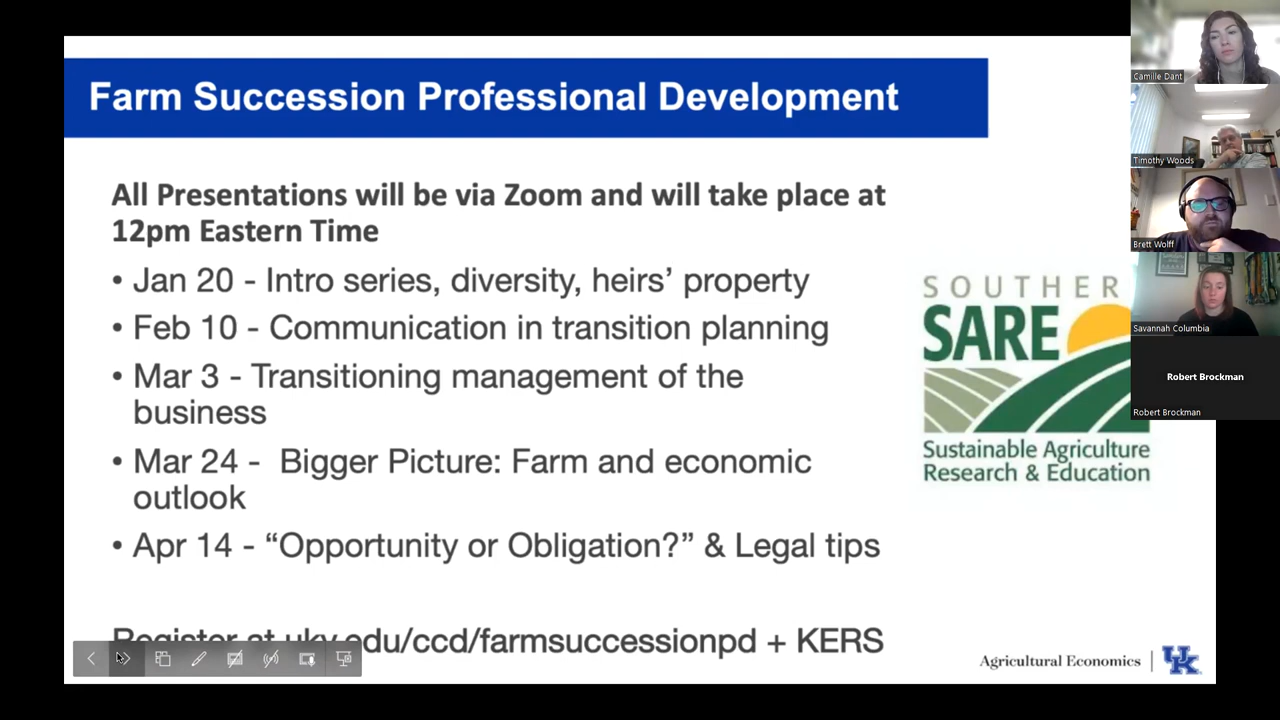 Farm Succession Professional Development
All Presentations will be via Zoom and will take place at
12pm Eastern Time
• Jan 20 - Intro series, diversity, heirs’ property
• Feb 10 - Communication in transition planning
• Mar 3 - Transitioning management of the
business
• Mar 24 - Bigger Picture: Farm and economic
outlook
• Apr 14 - “Opportunity or Obligation?” & Legal tips
Register at uky.edu/ccd/farmsuccessionpd + KERS
SOUTHER
SARE
Sustainable Agriculture
Research & Education
Agricultural Economics
UK
Camille Dant
Timothy Woods
Brett Wolff
Savannah Columbia
Robert Brockman
Robert Brockman